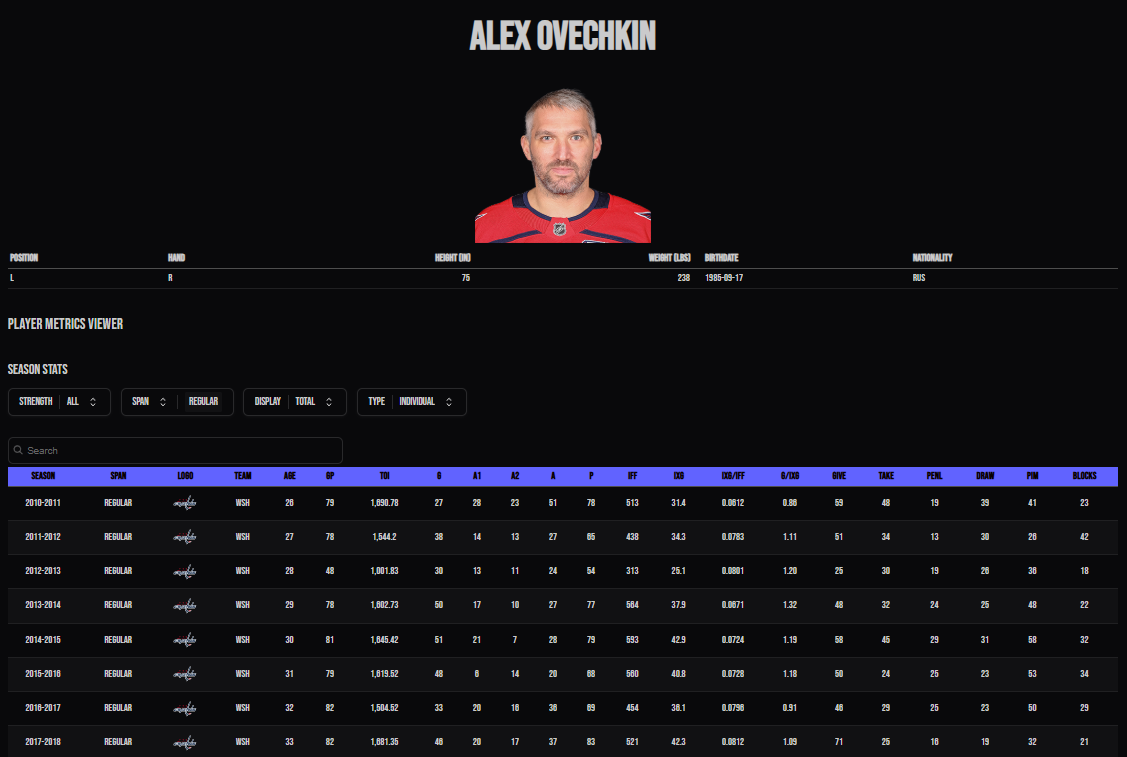 ALEX OVECHKIN
POSITION HAND HEIGHT (IN) WEIGHT (LBS) BIRTHDATE NATIONALITY
L R 75 238 1985-09-17 RUS
PLAYER METRICS VIEWER
SEASON STATS
STRENGTH ALL SPAN REGULAR DISPLAY TOTAL TYPE INDIVIDUAL
Search
SEASON SPAN LOGO TEAM AGE GP TOI G A1 A2 A P IFF IXG IXG/IFF G/IXG GIVE TAKE PENL DRAW PIM BLOCKS
2010-2011 REGULAR WSH 26 79 1,690.78 27 28 23 51 78 513 31.4 0.0612 0.86 59 48 19 39 41 23
2011-2012 REGULAR WSH 27 78 1,544.2 38 14 13 27 65 438 34.3 0.0783 1.11 51 34 13 30 26 42
2012-2013 REGULAR WSH 28 48 1,001.83 30 13 11 24 54 313 25.1 0.0801 1.20 25 30 19 26 36 18
2013-2014 REGULAR WSH 29 78 1,602.73 50 17 10 27 77 564 37.9 0.0671 1.32 48 32 24 25 48 22
2014-2015 REGULAR WSH 30 81 1,645.42 51 21 7 28 79 593 42.9 0.0724 1.19 58 45 29 31 58 32
2015-2016 REGULAR WSH 31 79 1,619.52 48 6 14 20 68 560 40.8 0.0728 1.18 50 24 25 23 53 34
2016-2017 REGULAR WSH 32 82 1,504.52 33 20 16 36 69 454 36.1 0.0796 0.91 46 29 25 23 50 29
2017-2018 REGULAR WSH 33 82 1,681.35 46 20 17 37 83 521 42.3 0.0812 1.09 71 25 16 19 32 21